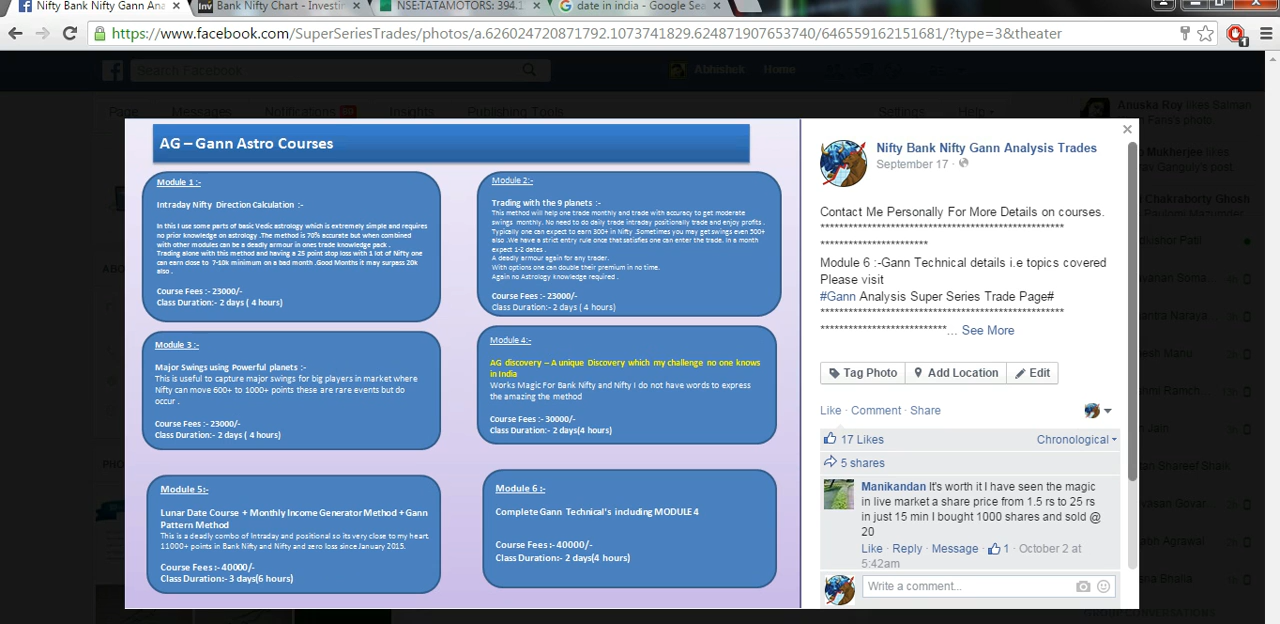 Nifty Bank Nifty Gann Ana
Bank Nifty Chart - Investin
NSE:TATAMOTORS: 394.1
date in india - Google Sea
https://www.facebook.com/SuperSeriesTrades/photos/a.626024720871792.1073741829.624871907653740/646559162151681/?type=3&theater
Search Facebook
Abhishek Home
Page Messages Notifications Insights Publishing Tools Settings Help
AG – Gann Astro Courses
Module 1 :-
Intraday Nifty Direction Calculation :-
In this I use some parts of basic Vedic astrology which is extremely simple and requires
no prior knowledge on astrology .The method is 70% accurate but when combined
with other modules can be a deadly armour in ones trade knowledge pack .
Trading alone with this method and having a 25 point stop loss with 1 lot of Nifty one
can earn close to 7-10k minimum on a bad month .Good Months it may surpass 20k
also .
Course Fees :- 23000/-
Class Duration:- 2 days ( 4 hours)
Module 2:-
Trading with the 9 planets :-
This method will help one trade monthly and trade with accuracy to get moderate
swings monthly. No need to do daily trade intraday positionally trade and enjoy profits .
Typically one can expect to earn 300+ in Nifty .Sometimes you may get swings even 500+
also .We have a strict entry rule once that satisfies one can enter the trade. In a month
expect 1-2 dates .
A deadly armour again for any trader.
With options one can double their premium in no time.
Again no Astrology Knowledge required .
Course Fees :- 23000/-
Class Duration:- 2 days ( 4 hours)
Module 3 :-
Major Swings using Powerful planets :-
This is useful to capture major swings for big players in market where
Nifty can move 600+ to 1000+ points these are rare events but do
occur .
Course Fees :- 23000/-
Class Duration:- 2 days ( 4 hours)
Module 4:-
AG discovery – A unique Discovery which my challenge no one knows
in India
Works Magic For Bank Nifty and Nifty I do not have words to express
the amazing the method
Course Fees :- 30000/-
Class Duration:- 2 days(4 hours)
Module 5:-
Lunar Date Course + Monthly Income Generator Method + Gann
Pattern Method
This is a deadly combo of Intraday and positional so its very close to my heart.
11000+ points in Bank Nifty and Nifty zero loss since January 2015.
Course Fees :- 40000/-
Class Duration:- 3 days(6 hours)
Module 6 :-
Complete Gann Technical's including MODULE 4
Course Fees :- 40000/-
Class Duration:- 2 days(4 hours)
Nifty Bank Nifty Gann Analysis Trades
September 17 ·
Contact Me Personally For More Details on courses.
****************************************************
***********************
Module 6 :-Gann Technical details i.e topics covered
Please visit
#Gann Analysis Super Series Trade Page#
****************************************************
***************************... See More
Tag Photo Add Location Edit
Like · Comment · Share
17 Likes Chronological
5 shares
Manikandan It's worth it I have seen the magic
in live market a share price from 1.5 rs to 25 rs
in just 15 min I bought 1000 shares and sold @
20
Like · Reply · Message · 1 · October 2 at
5:42am
Write a comment...
Anuska Roy likes Salman
Mukherjee likes
Chakraborty Ghosh